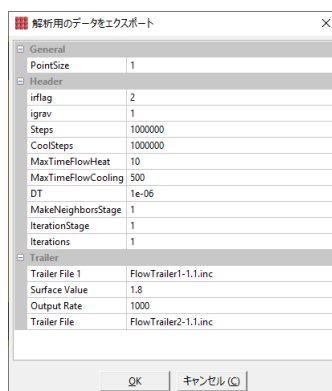 解析用のデータをエクスポート
General
PointSize 1
Header
irflag 2
igrav 1
Steps 1000000
CoolSteps 1000000
MaxTimeFlowHeat 10
MaxTimeFlowCooling 500
DT 1e-06
MakeNeighborsStage 1
IterationStage 1
Iterations 1
Trailer
Trailer File 1 FlowTrailer1-1.1.inc
Surface Value 1.8
Output Rate 1000
Trailer File FlowTrailer2-1.1.inc
OK キャンセル(C)